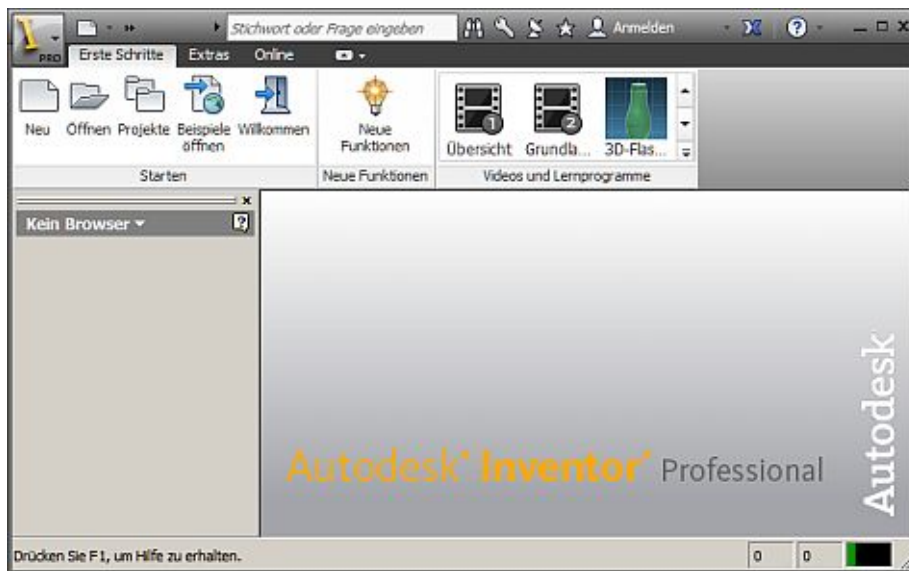 PRO
Stichwort oder Frage eingeben
Anmelden
?
Erste Schritte Extras Online
Neu Öffnen Projekte Beispiele öffnen Willkommen
Neue Funktionen
1 2
Übersicht Grundla... 3D-Flas...
Starten Neue Funktionen Videos und Lernprogramme
Kein Browser
?
Autodesk
Autodesk® Inventor® Professional
Drücken Sie F1, um Hilfe zu erhalten.
0 0